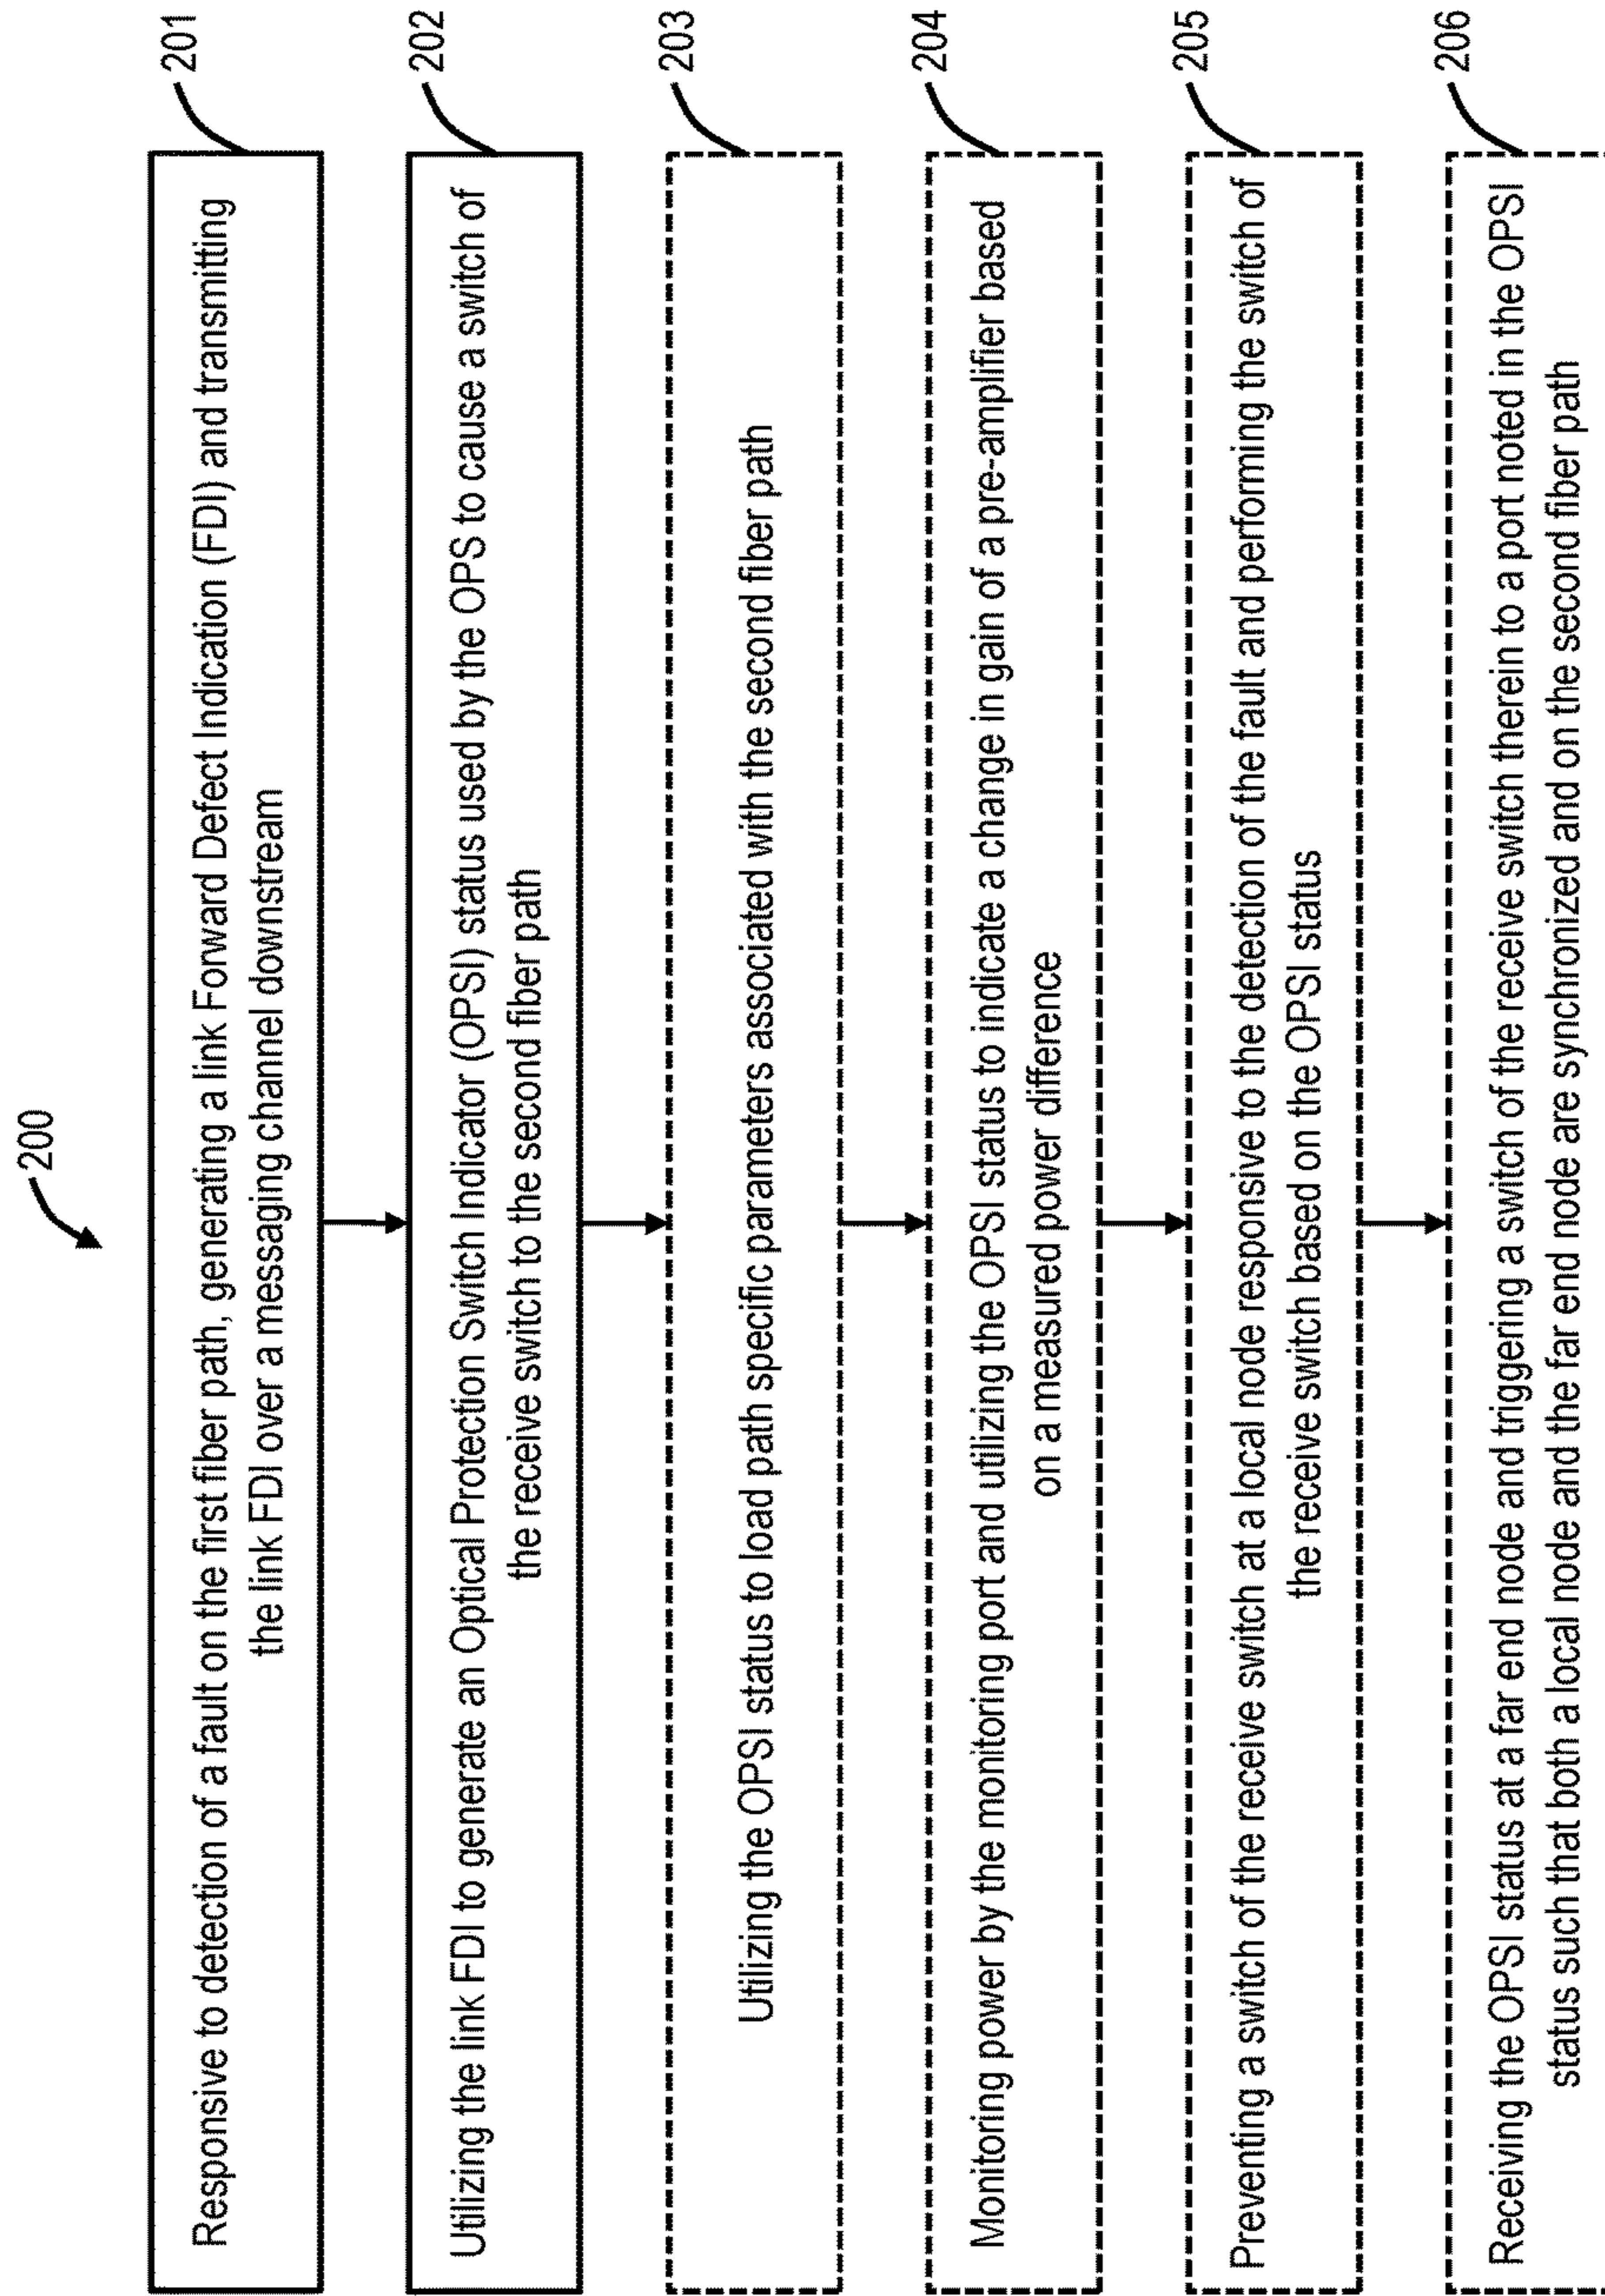 200
201
Responsive to detection of a fault on the first fiber path, generating a link Forward Defect Indication (FDI) and transmitting
the link FDI over a messaging channel downstream
202
Utilizing the link FDI to generate an Optical Protection Switch Indicator (OPSI) status used by the OPS to cause a switch of
the receive switch to the second fiber path
203
Utilizing the OPSI status to load path specific parameters associated with the second fiber path
204
Monitoring power by the monitoring port and utilizing the OPSI status to indicate a change in gain of a pre-amplifier based
on a measured power difference
205
Preventing a switch of the receive switch at a local node responsive to the detection of the fault and performing the switch of
the receive switch based on the OPSI status
206
Receiving the OPSI status at a far end node and triggering a switch of the receive switch therein to a port noted in the OPSI
status such that both a local node and the far end node are synchronized and on the second fiber path